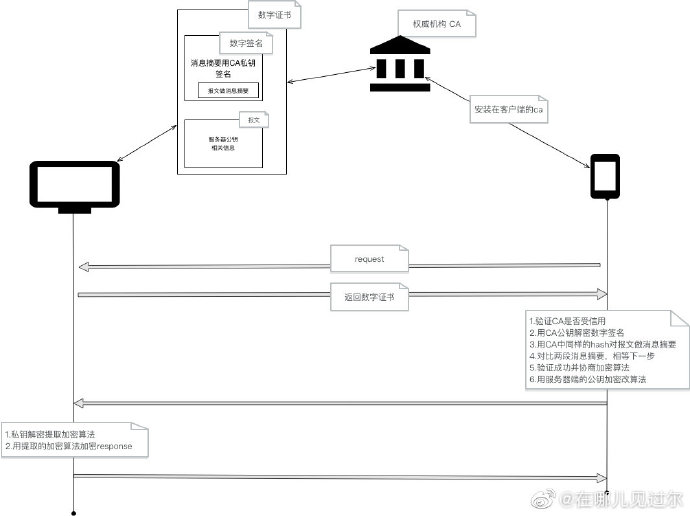 数字证书
权威机构 CA
数字签名
消息摘要用CA私钥
签名
报文做消息摘要
报文
服务器公钥
相关信息
安装在客户端的ca
request
返回数字证书
1.验证CA是否受信用
2.用CA公钥解密数字签名
3.用CA中同样的hash对报文做消息摘要
4.对比两段消息摘要，相等下一步
5.验证成功并协商加密算法
6.用服务器端的公钥加密改算法
1.私钥解密提取加密算法
2.用提取的加密算法加密response
@在哪儿见过尔